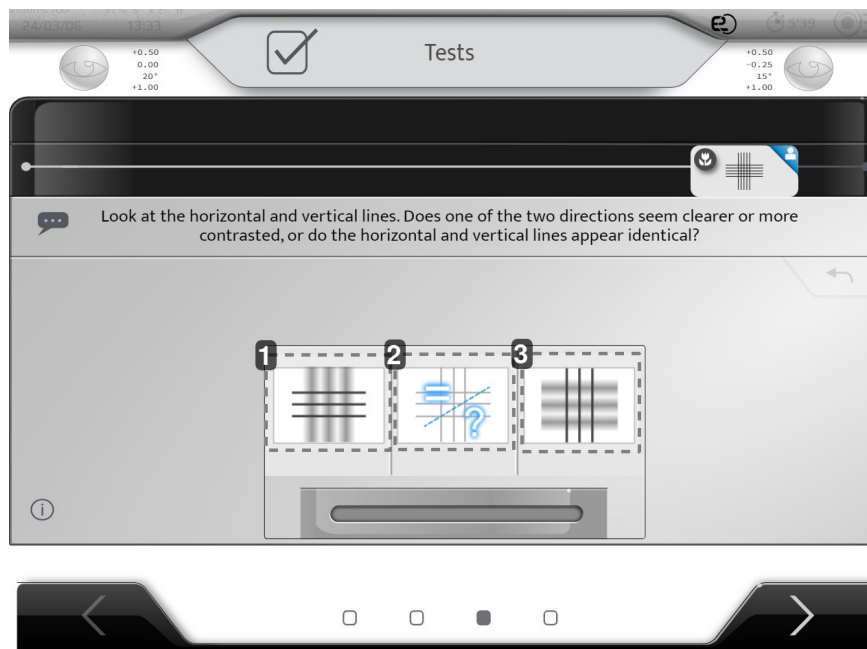 24/03/06 13:33
5'39
Tests
+0.50
0.00
20°
+1.00
+0.50
-0.25
15°
+1.00
Look at the horizontal and vertical lines. Does one of the two directions seem clearer or more
contrasted, or do the horizontal and vertical lines appear identical?
1 2 3
=
?
i